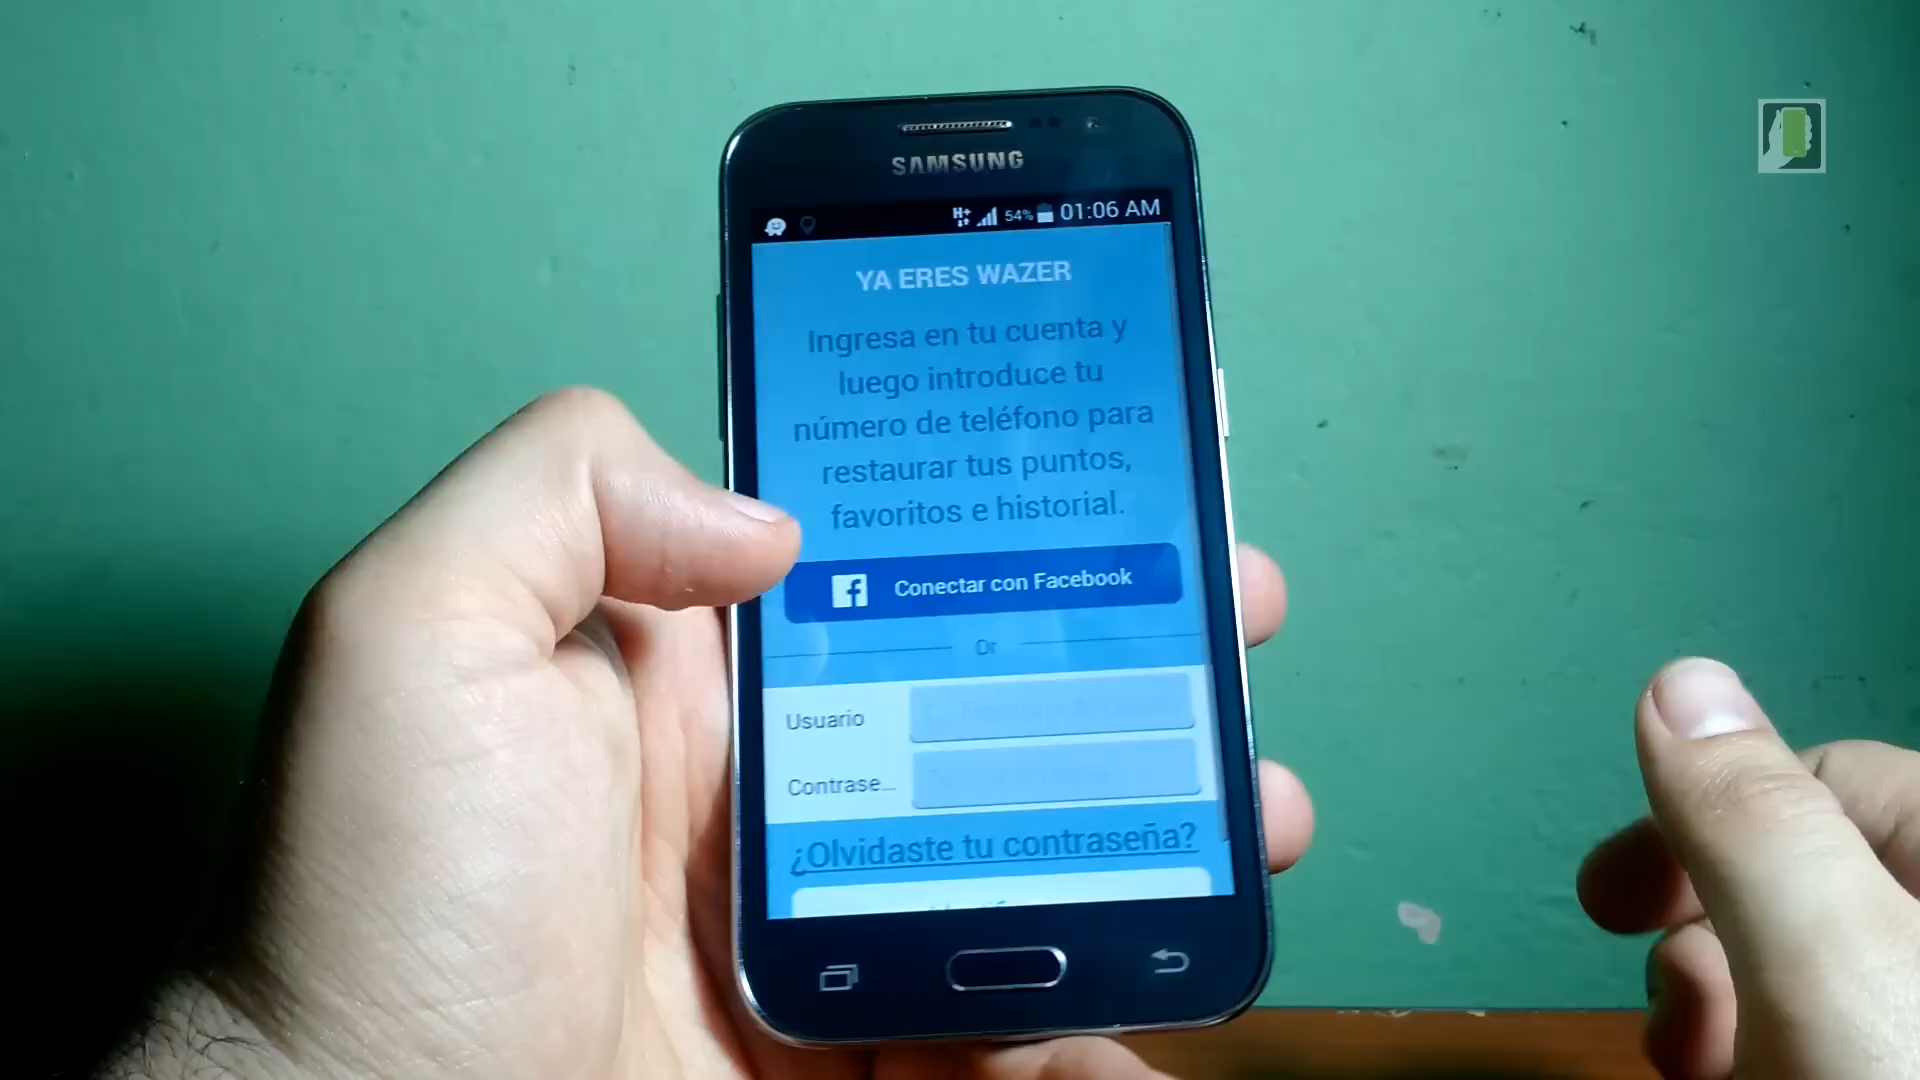 SAMSUNG
H+ 54% 01:06 AM
YA ERES WAZER
Ingresa en tu cuenta y
luego introduce tu
número de teléfono para
restaurar tus puntos,
favoritos e historial.
f Conectar con Facebook
Or
Usuario
Contrase...
¿Olvidaste tu contraseña?